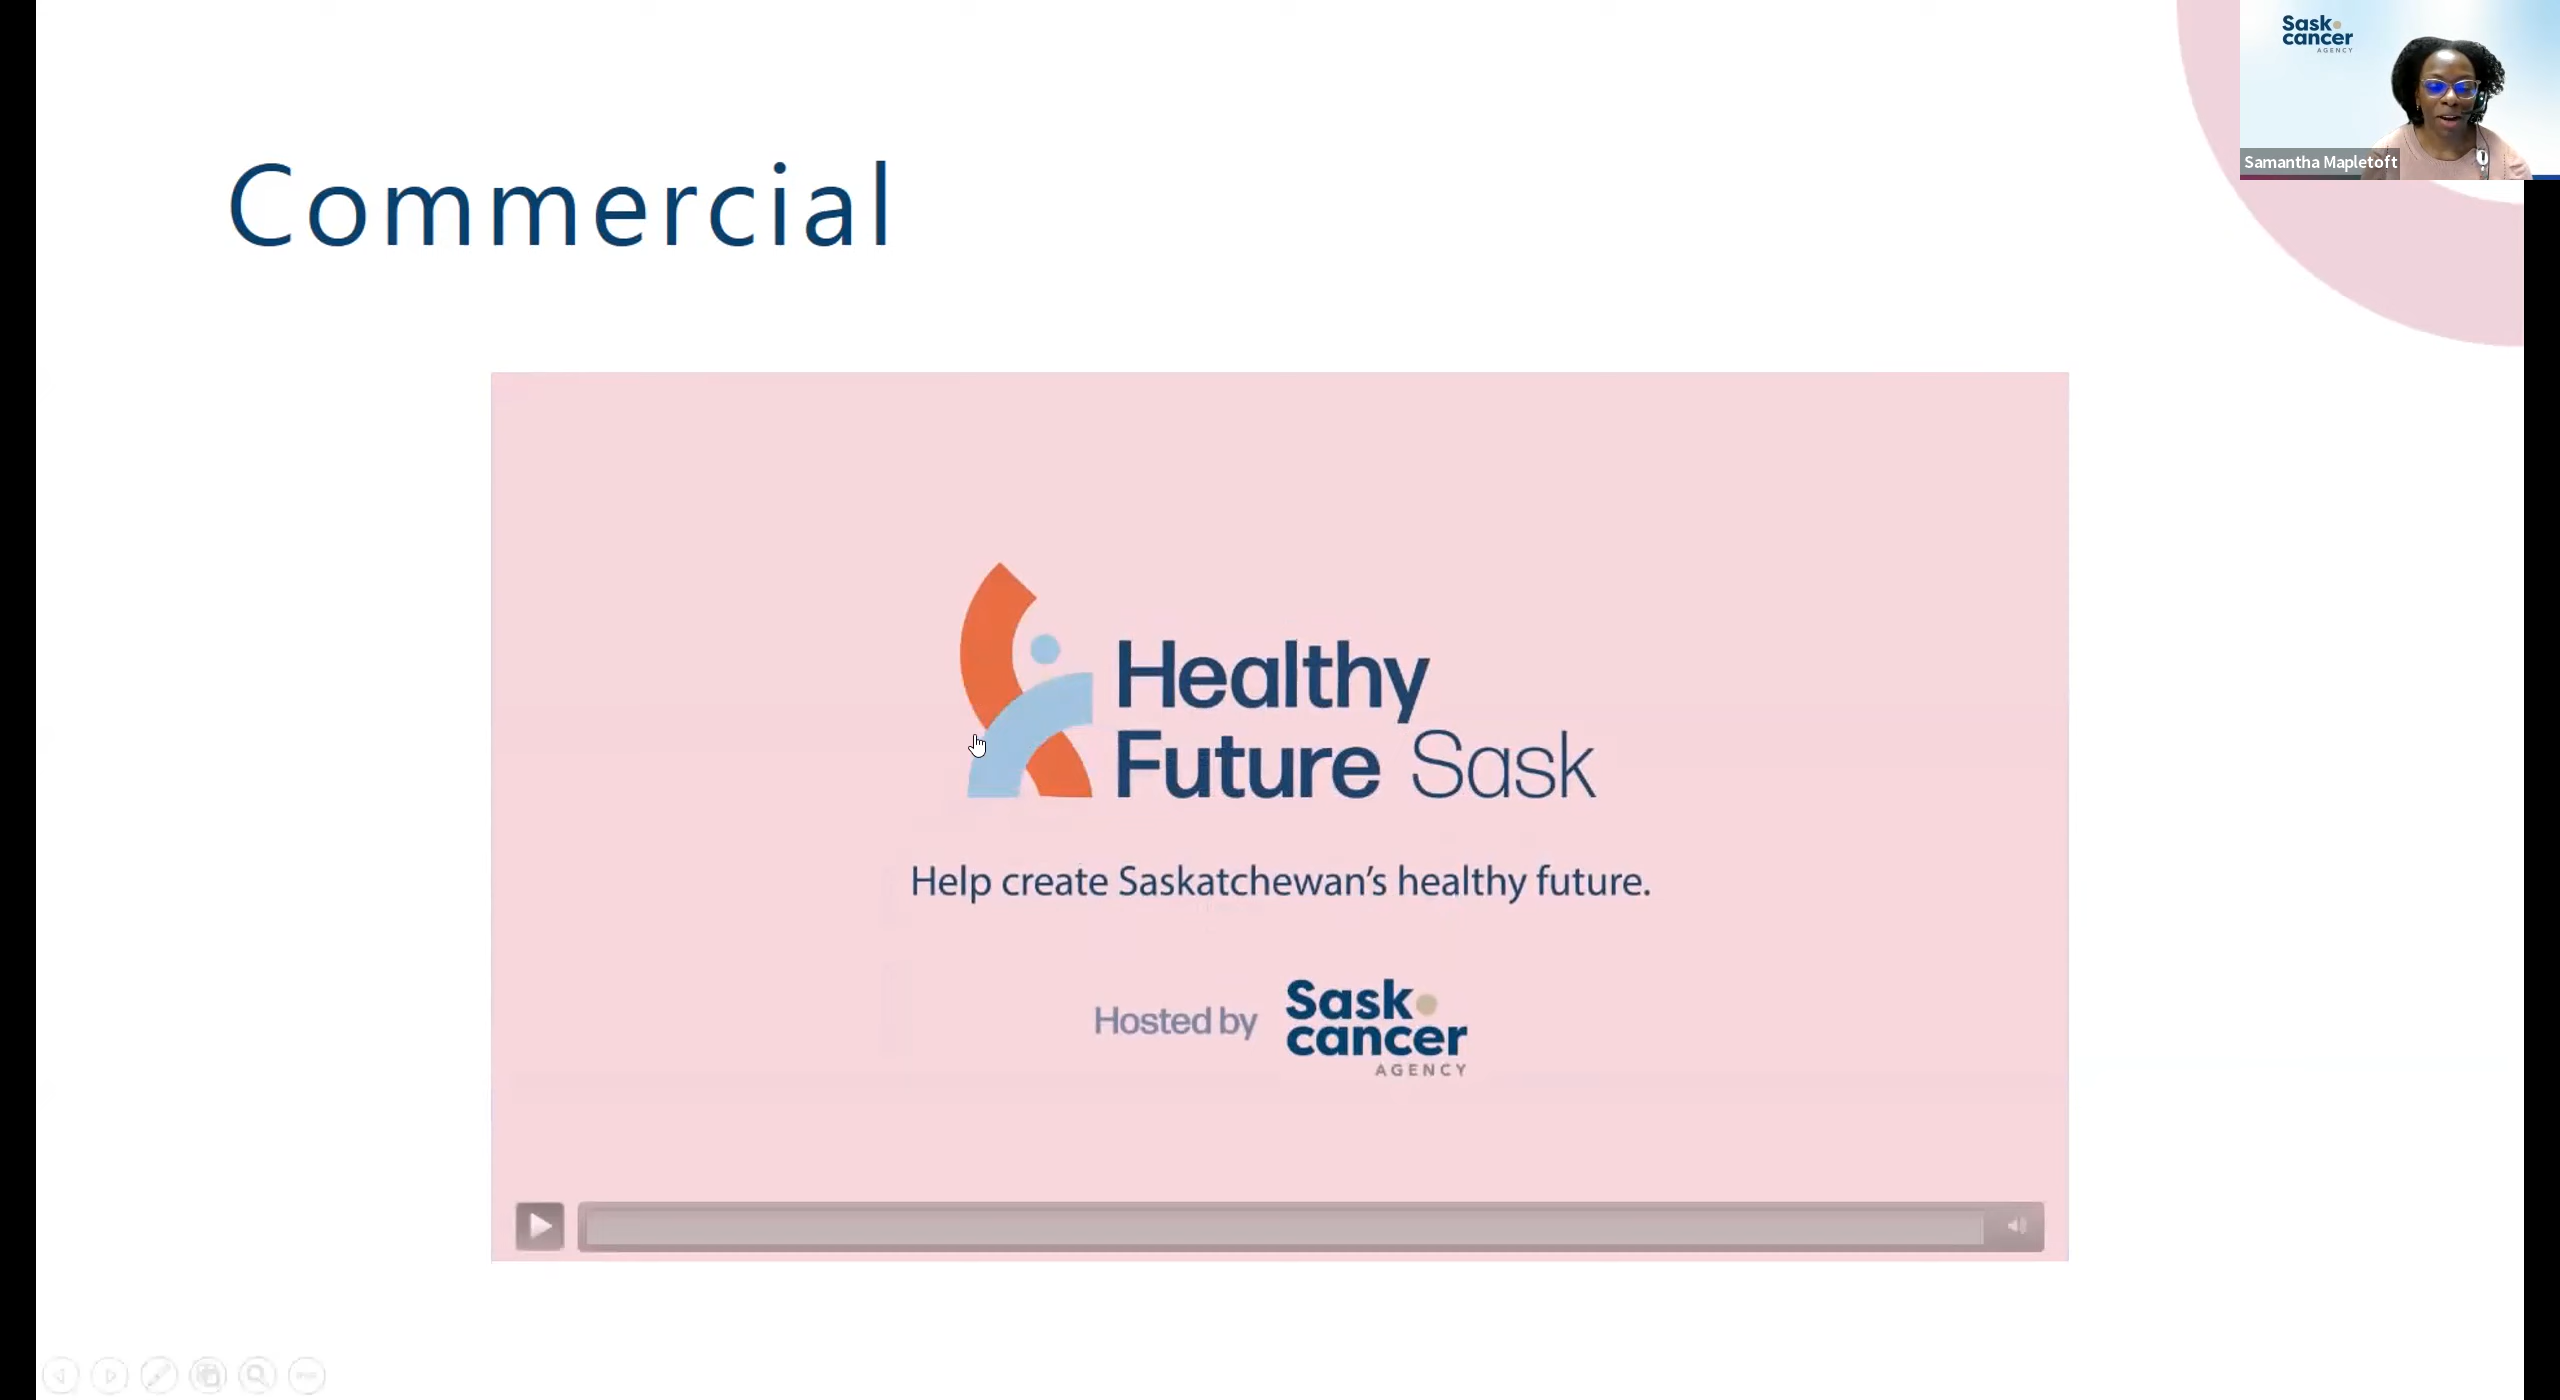 Sask
cancer
AGENCY
Samantha Mapletoft
Commercial
Healthy
Future Sask
Help create Saskatchewan's healthy future.
Hosted by
Sask
cancer
AGENCY